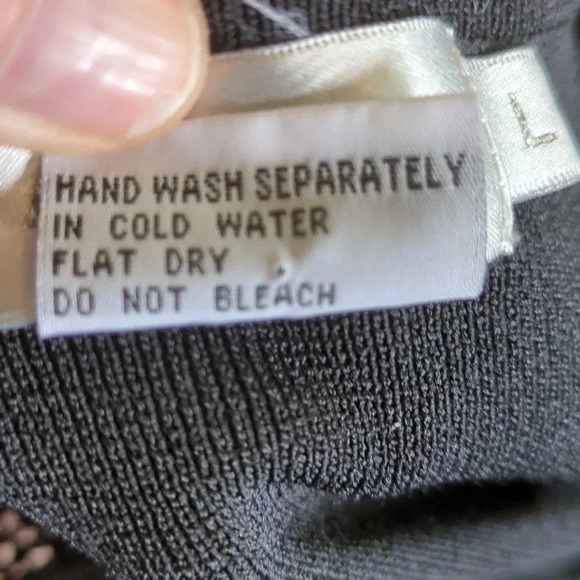 HAND WASH SEPARATELY
IN COLD WATER
FLAT DRY
DO NOT BLEACH
L